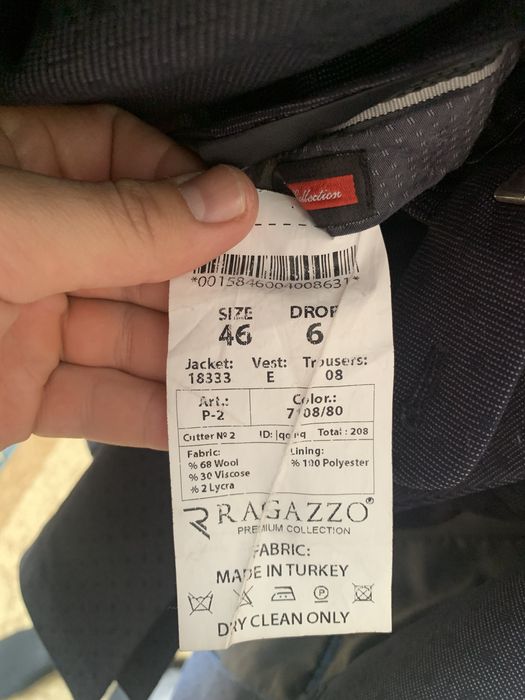 Collection
*0015846004008631*
SIZE DROP
46 6
Jacket: Vest: Trousers:
18333 E 08
Art.: Color.:
P-2 7108/80
Cutter Nº 2 ID: Total: 208
Fabric: Lining:
% 68 Wool % 100 Polyester
% 30 Viscose
% 2 Lycra
RAGAZZO®
PREMIUM COLLECTION
FABRIC:
MADE IN TURKEY
DRY CLEAN ONLY